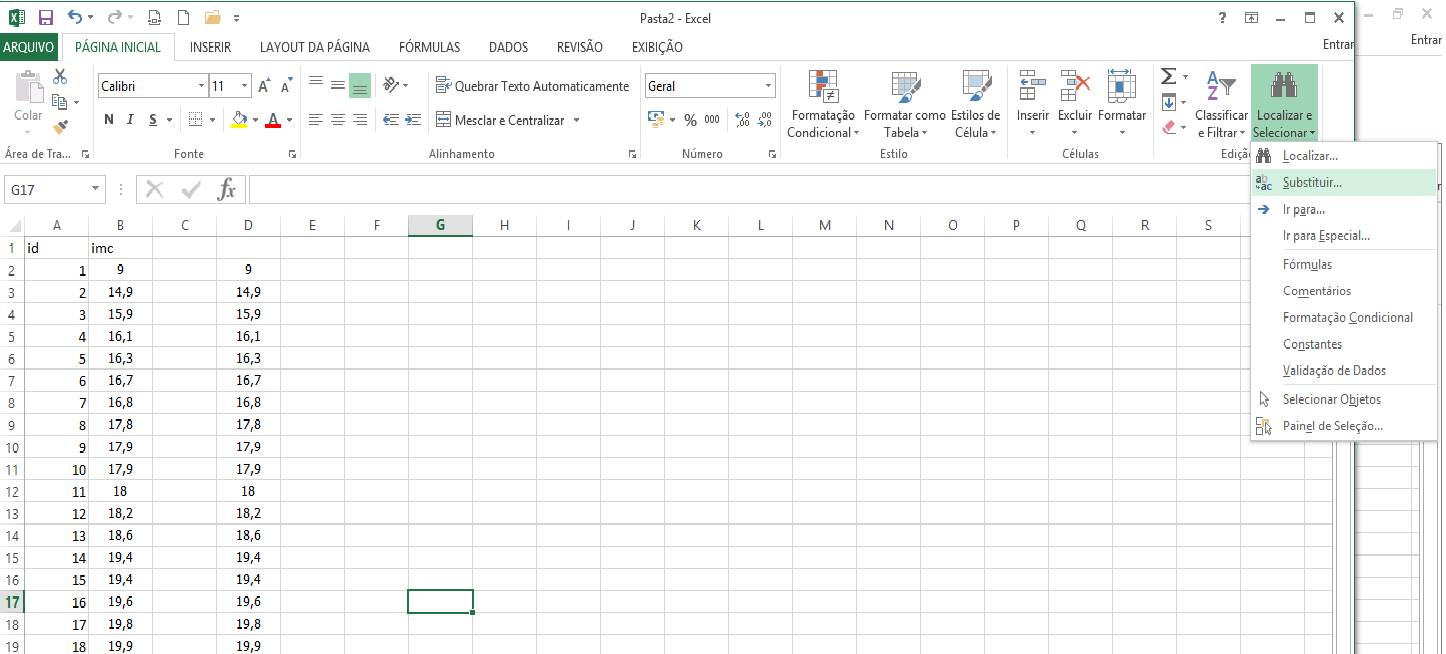 Pasta2 - Excel
?
Entrar
ARQUIVO PÁGINA INICIAL INSERIR LAYOUT DA PÁGINA FÓRMULAS DADOS REVISÃO EXIBIÇÃO Entrar
Colar
Calibri 11
N I S A
Quebrar Texto Automaticamente
Mesclar e Centralizar
Geral
% 000
Formatação Condicional
Formatar como Tabela
Estilos de Célula
Inserir Excluir Formatar
Classificar e Filtrar
Localizar e Selecionar
Área de Tra... Fonte Alinhamento Número Estilo Células
G17 fx
Localizar...
Substituir...
Ir para...
Ir para Especial...
Fórmulas
Comentários
Formatação Condicional
Constantes
Validação de Dados
Selecionar Objetos
Painel de Seleção...
A B C D E F G H I J K L M N O P Q R S
1 id imc
2 1 9 9
3 2 14,9 14,9
4 3 15,9 15,9
5 4 16,1 16,1
6 5 16,3 16,3
7 6 16,7 16,7
8 7 16,8 16,8
9 8 17,8 17,8
10 9 17,9 17,9
11 10 17,9 17,9
12 11 18 18
13 12 18,2 18,2
14 13 18,6 18,6
15 14 19,4 19,4
16 15 19,4 19,4
17 16 19,6 19,6
18 17 19,8 19,8
19 18 19,9 19,9